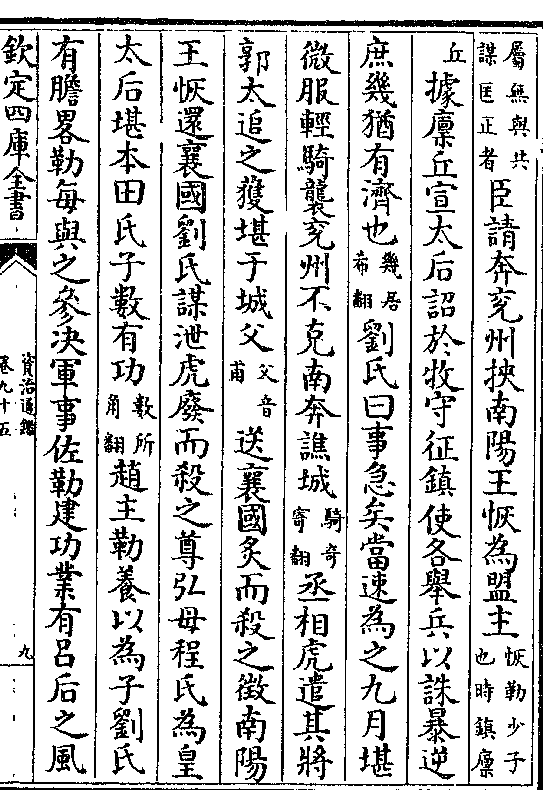 屬無與共謀匡正者臣請奔兖州挾南陽王恢為盟主恢勒少子也時鎮廩
丘據廪丘宣太后詔於牧守征鎮使各舉兵以誅暴逆
庶幾猶有濟也幾居希翻劉氏曰事急矣當速為之九月堪
微服輕騎襲兖州不克南奔譙城騎奇寄翻丞相虎遣其將
郭太追之獲堪于城父父音甫送襄國炙而殺之徵南陽
王恢還襄國劉氏謀泄虎廢而殺之尊弘母程氏為皇
太后堪本田氏子數有功數所角翻趙主勒養以為子劉氏
有膽畧勒每與之參決軍事佐勒建功業有呂后之風
欽定四庫全書
資治通鑑
卷九十五
九